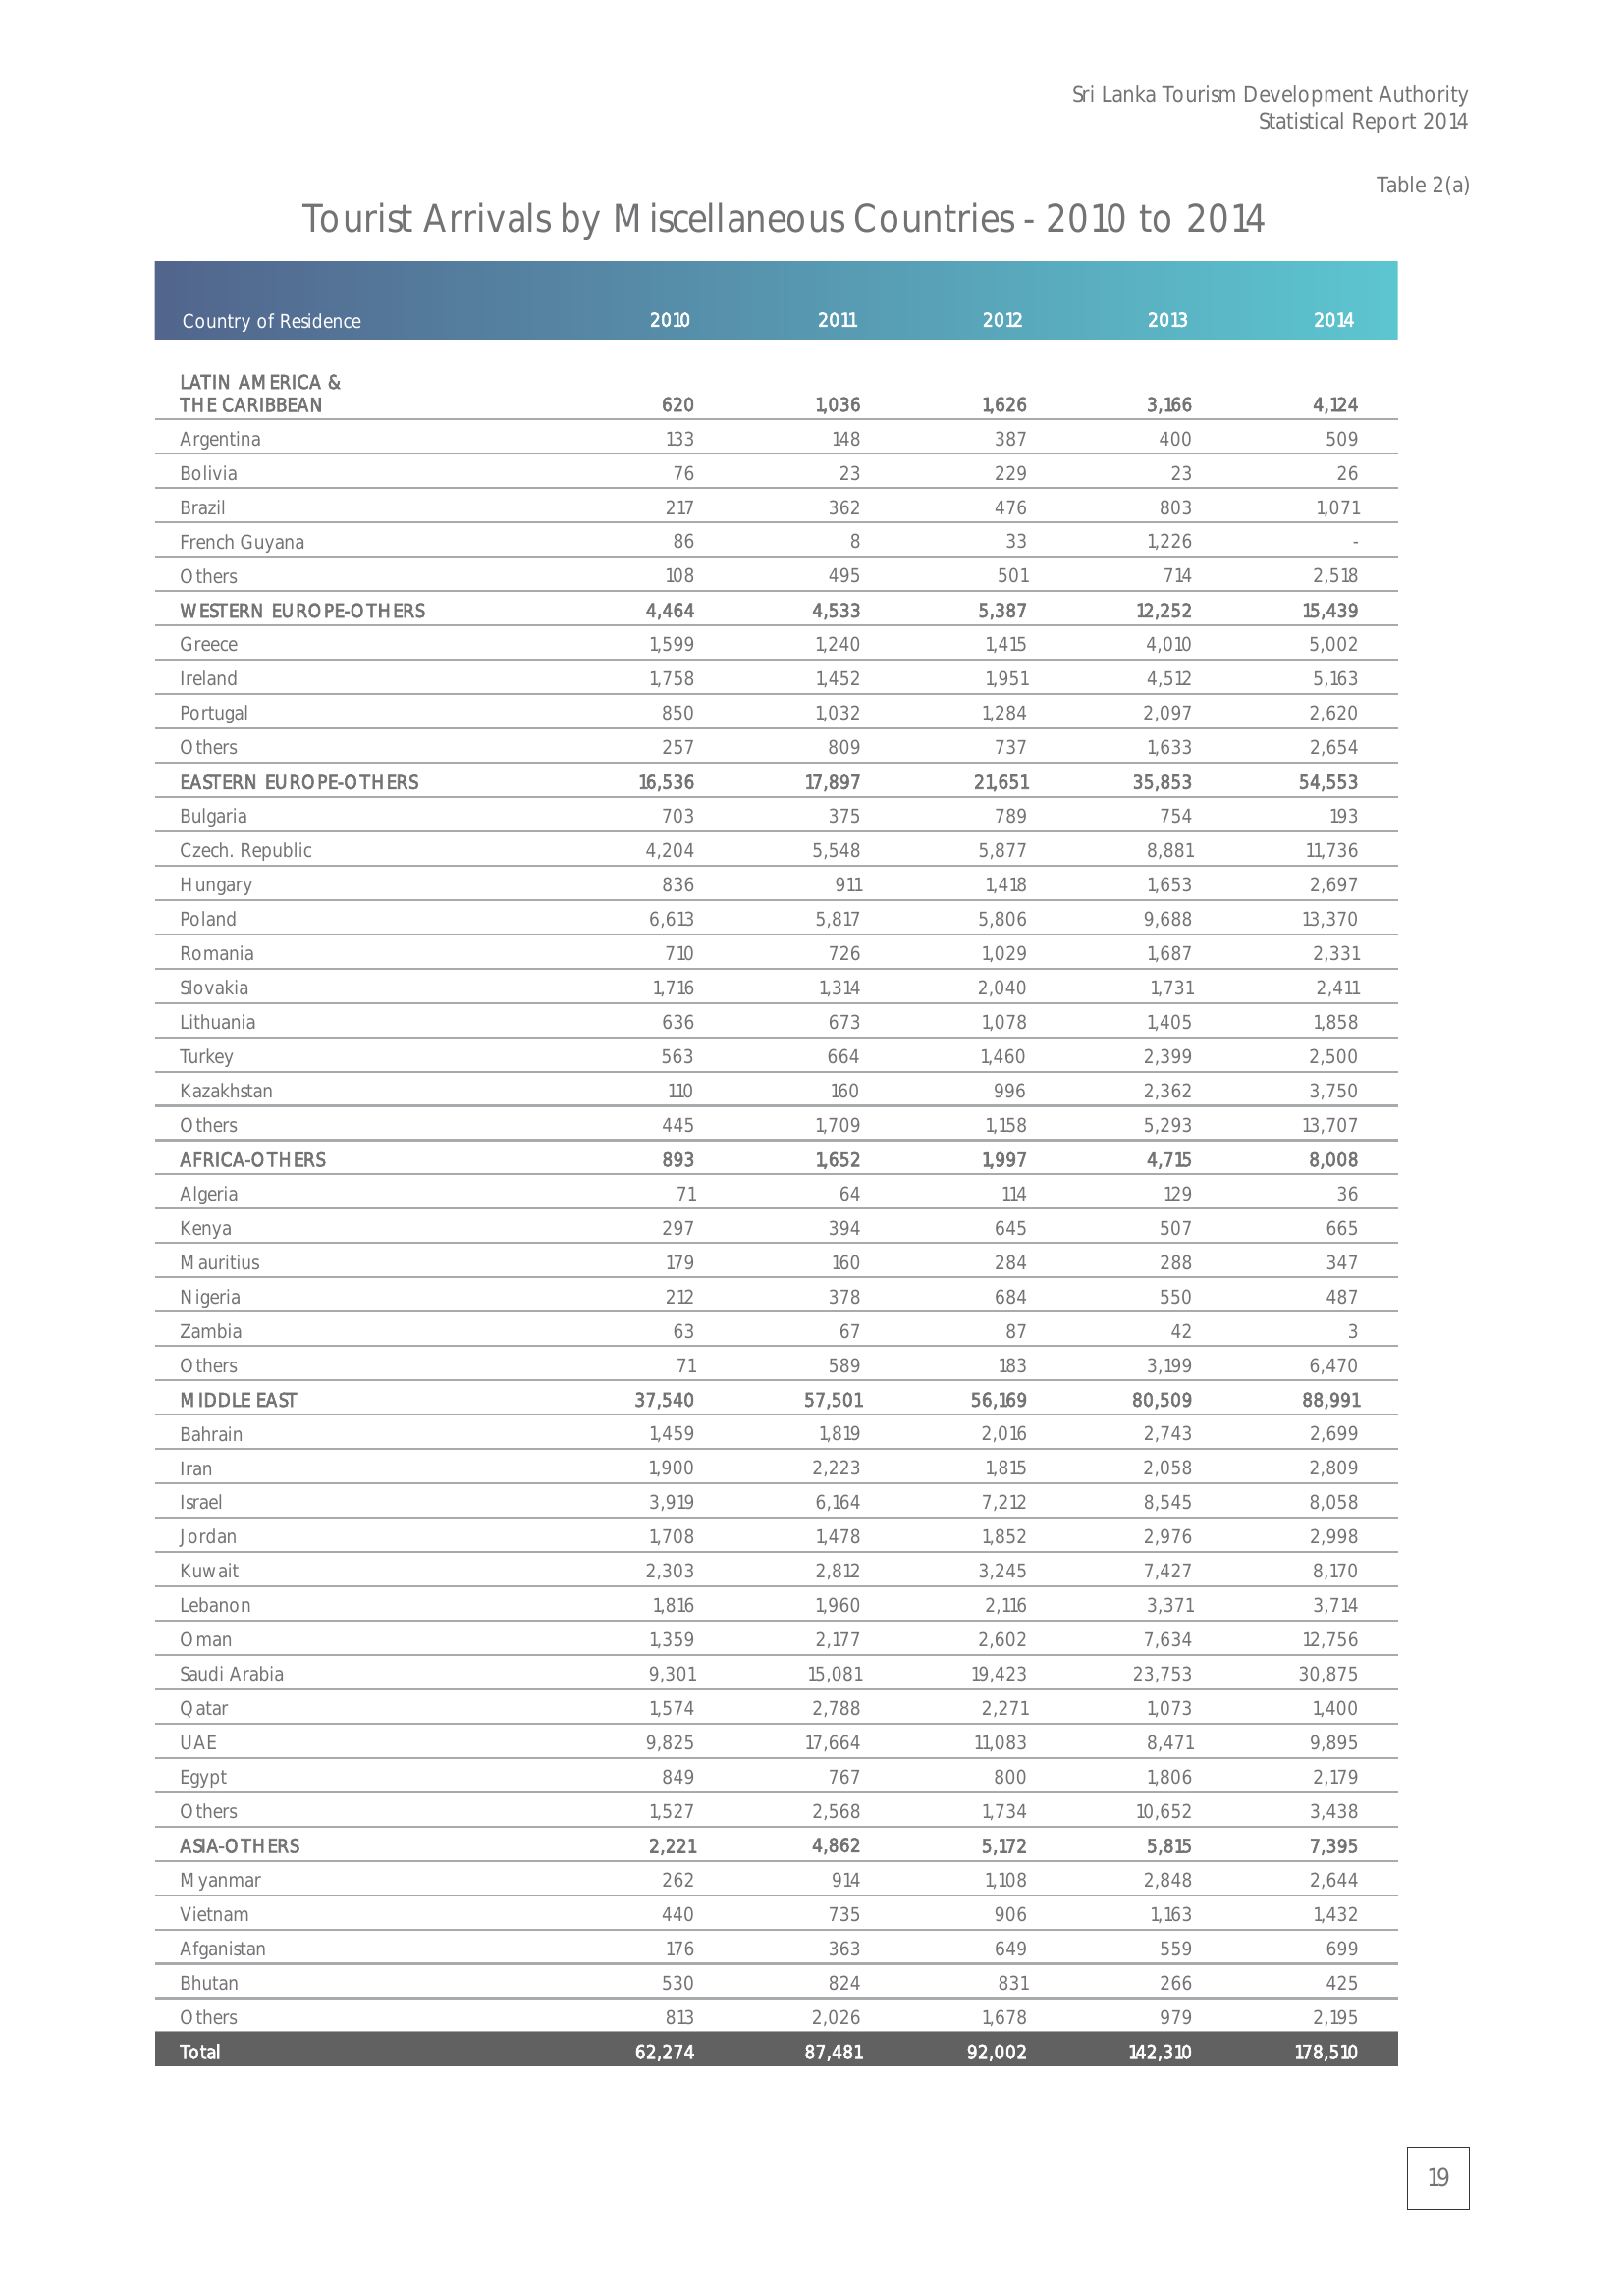 Sri Lanka Tourism Development Authority
Statistical Report 2014
Table 2(a)
Tourist Arrivals by Miscellaneous Countries - 2010 to 2014
Country of Residence 2010 2011 2012 2013 2014
LATIN AMERICA &
THE CARIBBEAN 620 1,036 1,626 3,166 4,124
Argentina 133 148 387 400 509
Bolivia 76 23 229 23 26
Brazil 217 362 476 803 1,071
French Guyana 86 8 33 1,226 -
Others 108 495 501 714 2,518
WESTERN EUROPE-OTHERS 4,464 4,533 5,387 12,252 15,439
Greece 1,599 1,240 1,415 4,010 5,002
Ireland 1,758 1,452 1,951 4,512 5,163
Portugal 850 1,032 1,284 2,097 2,620
Others 257 809 737 1,633 2,654
EASTERN EUROPE-OTHERS 16,536 17,897 21,651 35,853 54,553
Bulgaria 703 375 789 754 193
Czech. Republic 4,204 5,548 5,877 8,881 11,736
Hungary 836 911 1,418 1,653 2,697
Poland 6,613 5,817 5,806 9,688 13,370
Romania 710 726 1,029 1,687 2,331
Slovakia 1,716 1,314 2,040 1,731 2,411
Lithuania 636 673 1,078 1,405 1,858
Turkey 563 664 1,460 2,399 2,500
Kazakhstan 110 160 996 2,362 3,750
Others 445 1,709 1,158 5,293 13,707
AFRICA-OTHERS 893 1,652 1,997 4,715 8,008
Algeria 71 64 114 129 36
Kenya 297 394 645 507 665
Mauritius 179 160 284 288 347
Nigeria 212 378 684 550 487
Zambia 63 67 87 42 3
Others 71 589 183 3,199 6,470
MIDDLE EAST 37,540 57,501 56,169 80,509 88,991
Bahrain 1,459 1,819 2,016 2,743 2,699
Iran 1,900 2,223 1,815 2,058 2,809
Israel 3,919 6,164 7,212 8,545 8,058
Jordan 1,708 1,478 1,852 2,976 2,998
Kuwait 2,303 2,812 3,245 7,427 8,170
Lebanon 1,816 1,960 2,116 3,371 3,714
Oman 1,359 2,177 2,602 7,634 12,756
Saudi Arabia 9,301 15,081 19,423 23,753 30,875
Qatar 1,574 2,788 2,271 1,073 1,400
UAE 9,825 17,664 11,083 8,471 9,895
Egypt 849 767 800 1,806 2,179
Others 1,527 2,568 1,734 10,652 3,438
ASIA-OTHERS 2,221 4,862 5,172 5,815 7,395
Myanmar 262 914 1,108 2,848 2,644
Vietnam 440 735 906 1,163 1,432
Afganistan 176 363 649 559 699
Bhutan 530 824 831 266 425
Others 813 2,026 1,678 979 2,195
Total 62,274 87,481 92,002 142,310 178,510
19